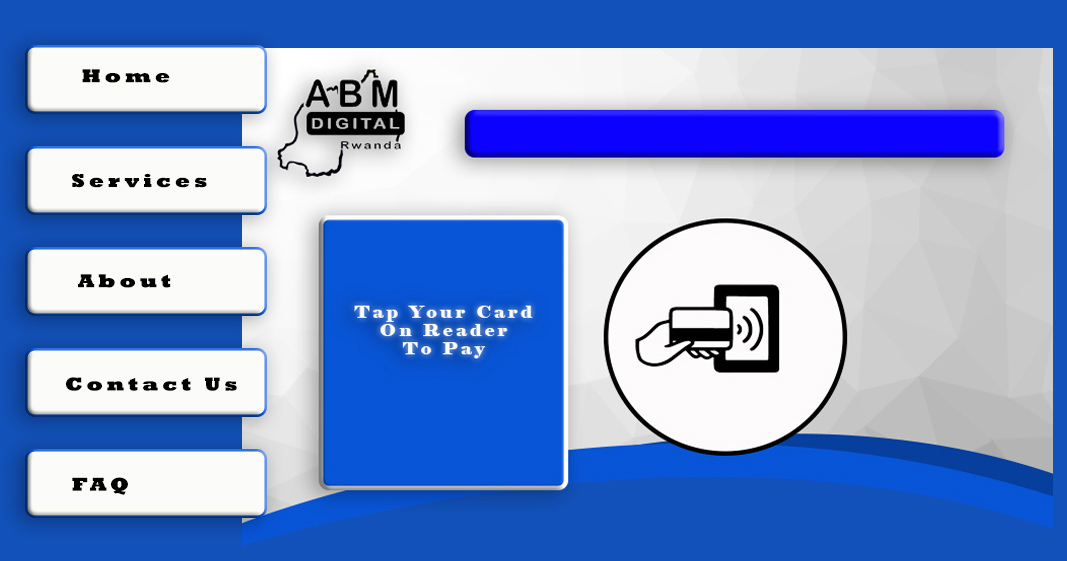 Home
Services
About
Contact Us
FAQ
ABM
DIGITAL
Rwanda
Tap Your Card
On Reader
To Pay